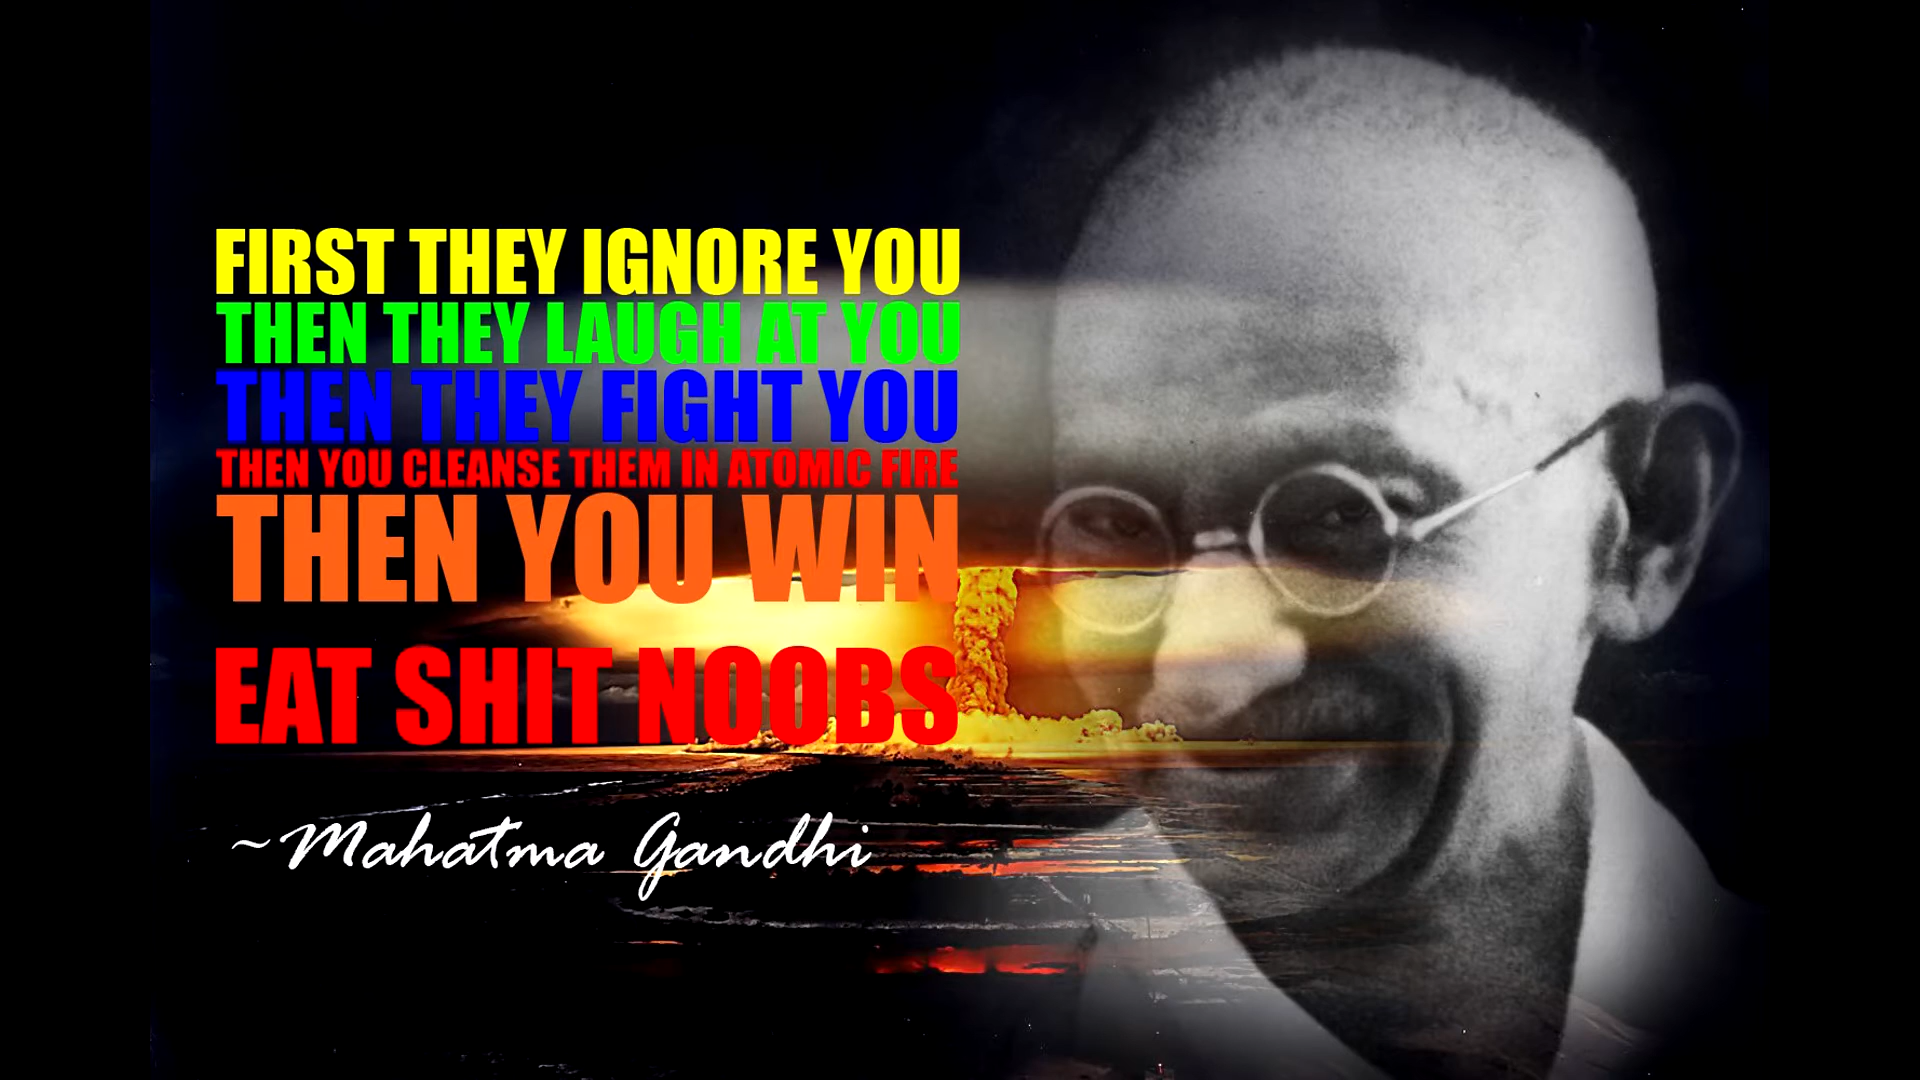 FIRST THEY IGNORE YOU
THEN THEY LAUGH AT YOU
THEN THEY FIGHT YOU
THEN YOU CLEANSE THEM IN ATOMIC FIRE
THEN YOU WIN
EAT SHIT NOOBS
~Mahatma Gandhi